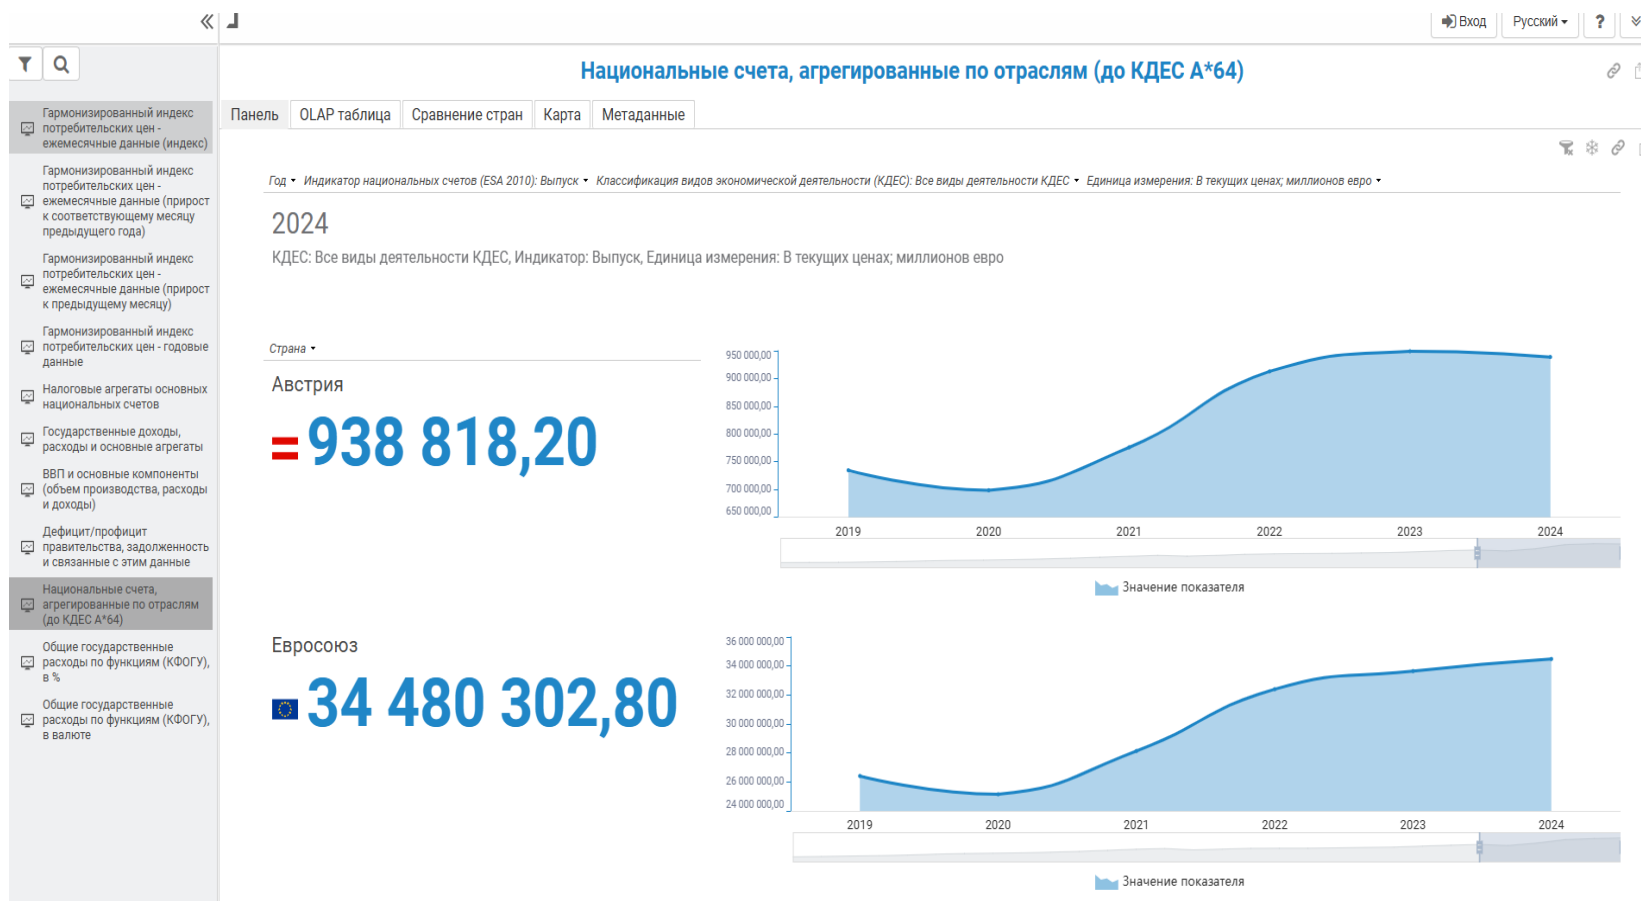 Вход
Русский
?
Национальные счета, агрегированные по отраслям (до КДЕС A*64)
Гармонизированный индекс
потребительских цен -
ежемесячные данные (индекс)
Гармонизированный индекс
потребительских цен -
ежемесячные данные (прирост
к соответствующему месяцу
предыдущего года)
Гармонизированный индекс
потребительских цен -
ежемесячные данные (прирост
к предыдущему месяцу)
Гармонизированный индекс
потребительских цен - годовые
данные
Налоговые агрегаты основных
национальных счетов
Государственные доходы,
расходы и основные агрегаты
ВВП и основные компоненты
(объем производства, расходы
и доходы)
Дефицит/профицит
правительства, задолженность
и связанные с этим данные
Национальные счета,
агрегированные по отраслям
(до КДЕС A*64)
Общие государственные
расходы по функциям (КФОГУ),
в %
Общие государственные
расходы по функциям (КФОГУ),
в валюте
Панель OLAP таблица Сравнение стран Карта Метаданные
Год Индикатор национальных счетов (ESA 2010): Выпуск Классификация видов экономической деятельности (КДЕС): Все виды деятельности КДЕС Единица измерения: В текущих ценах; миллионов евро
2024
КДЕС: Все виды деятельности КДЕС, Индикатор: Выпуск, Единица измерения: В текущих ценах; миллионов евро
Страна
Австрия
938 818,20
950 000,00
900 000,00
850 000,00
800 000,00
750 000,00
700 000,00
650 000,00
2019 2020 2021 2022 2023 2024
Значение показателя
Евросоюз
34 480 302,80
36 000 000,00
34 000 000,00
32 000 000,00
30 000 000,00
28 000 000,00
26 000 000,00
24 000 000,00
2019 2020 2021 2022 2023 2024
Значение показателя